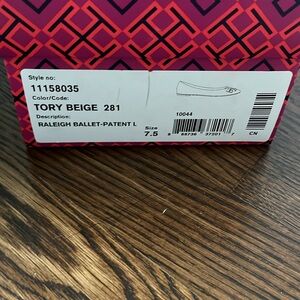 Style no:
11158035
Color/Code:
TORY BEIGE 281
Description:
RALEIGH BALLET-PATENT L
Size
7.5
10044
CN